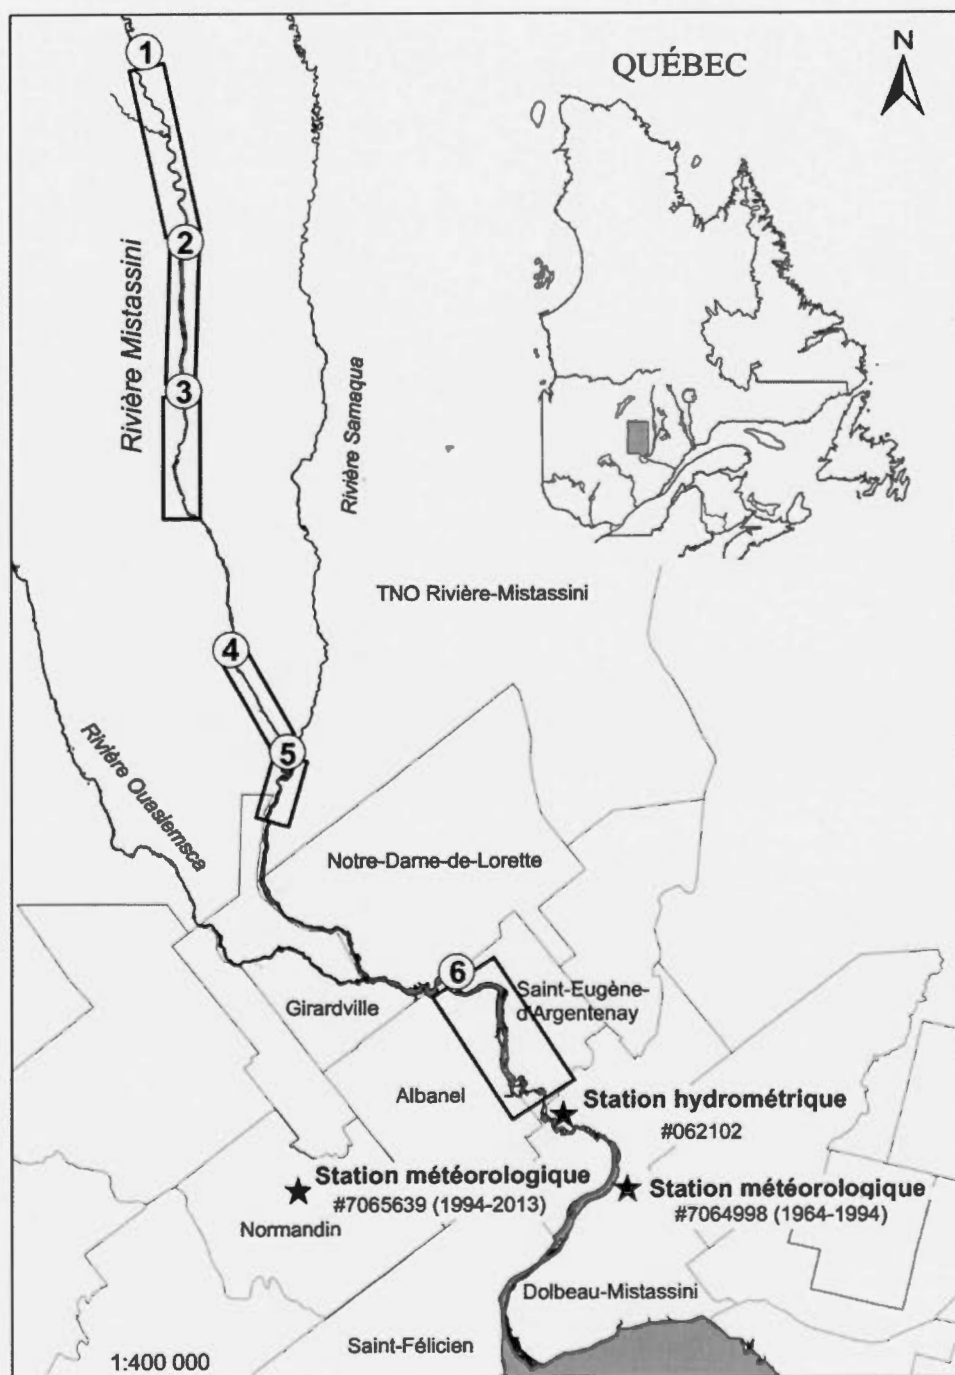 N
QUÉBEC
1
2
Rivière Mistassini
3
Rivière Samaqua
TNO Rivière-Mistassini
4
5
Rivière Ouasiemsca
Notre-Dame-de-Lorette
6
Saint-Eugène-
d'Argentenay
Girardville
Albanel
Station hydrométrique
#062102
Station météorologique
#7065639 (1994-2013)
Station météorologique
#7064998 (1964-1994)
Normandin
Dolbeau-Mistassini
Saint-Félicien
1:400 000